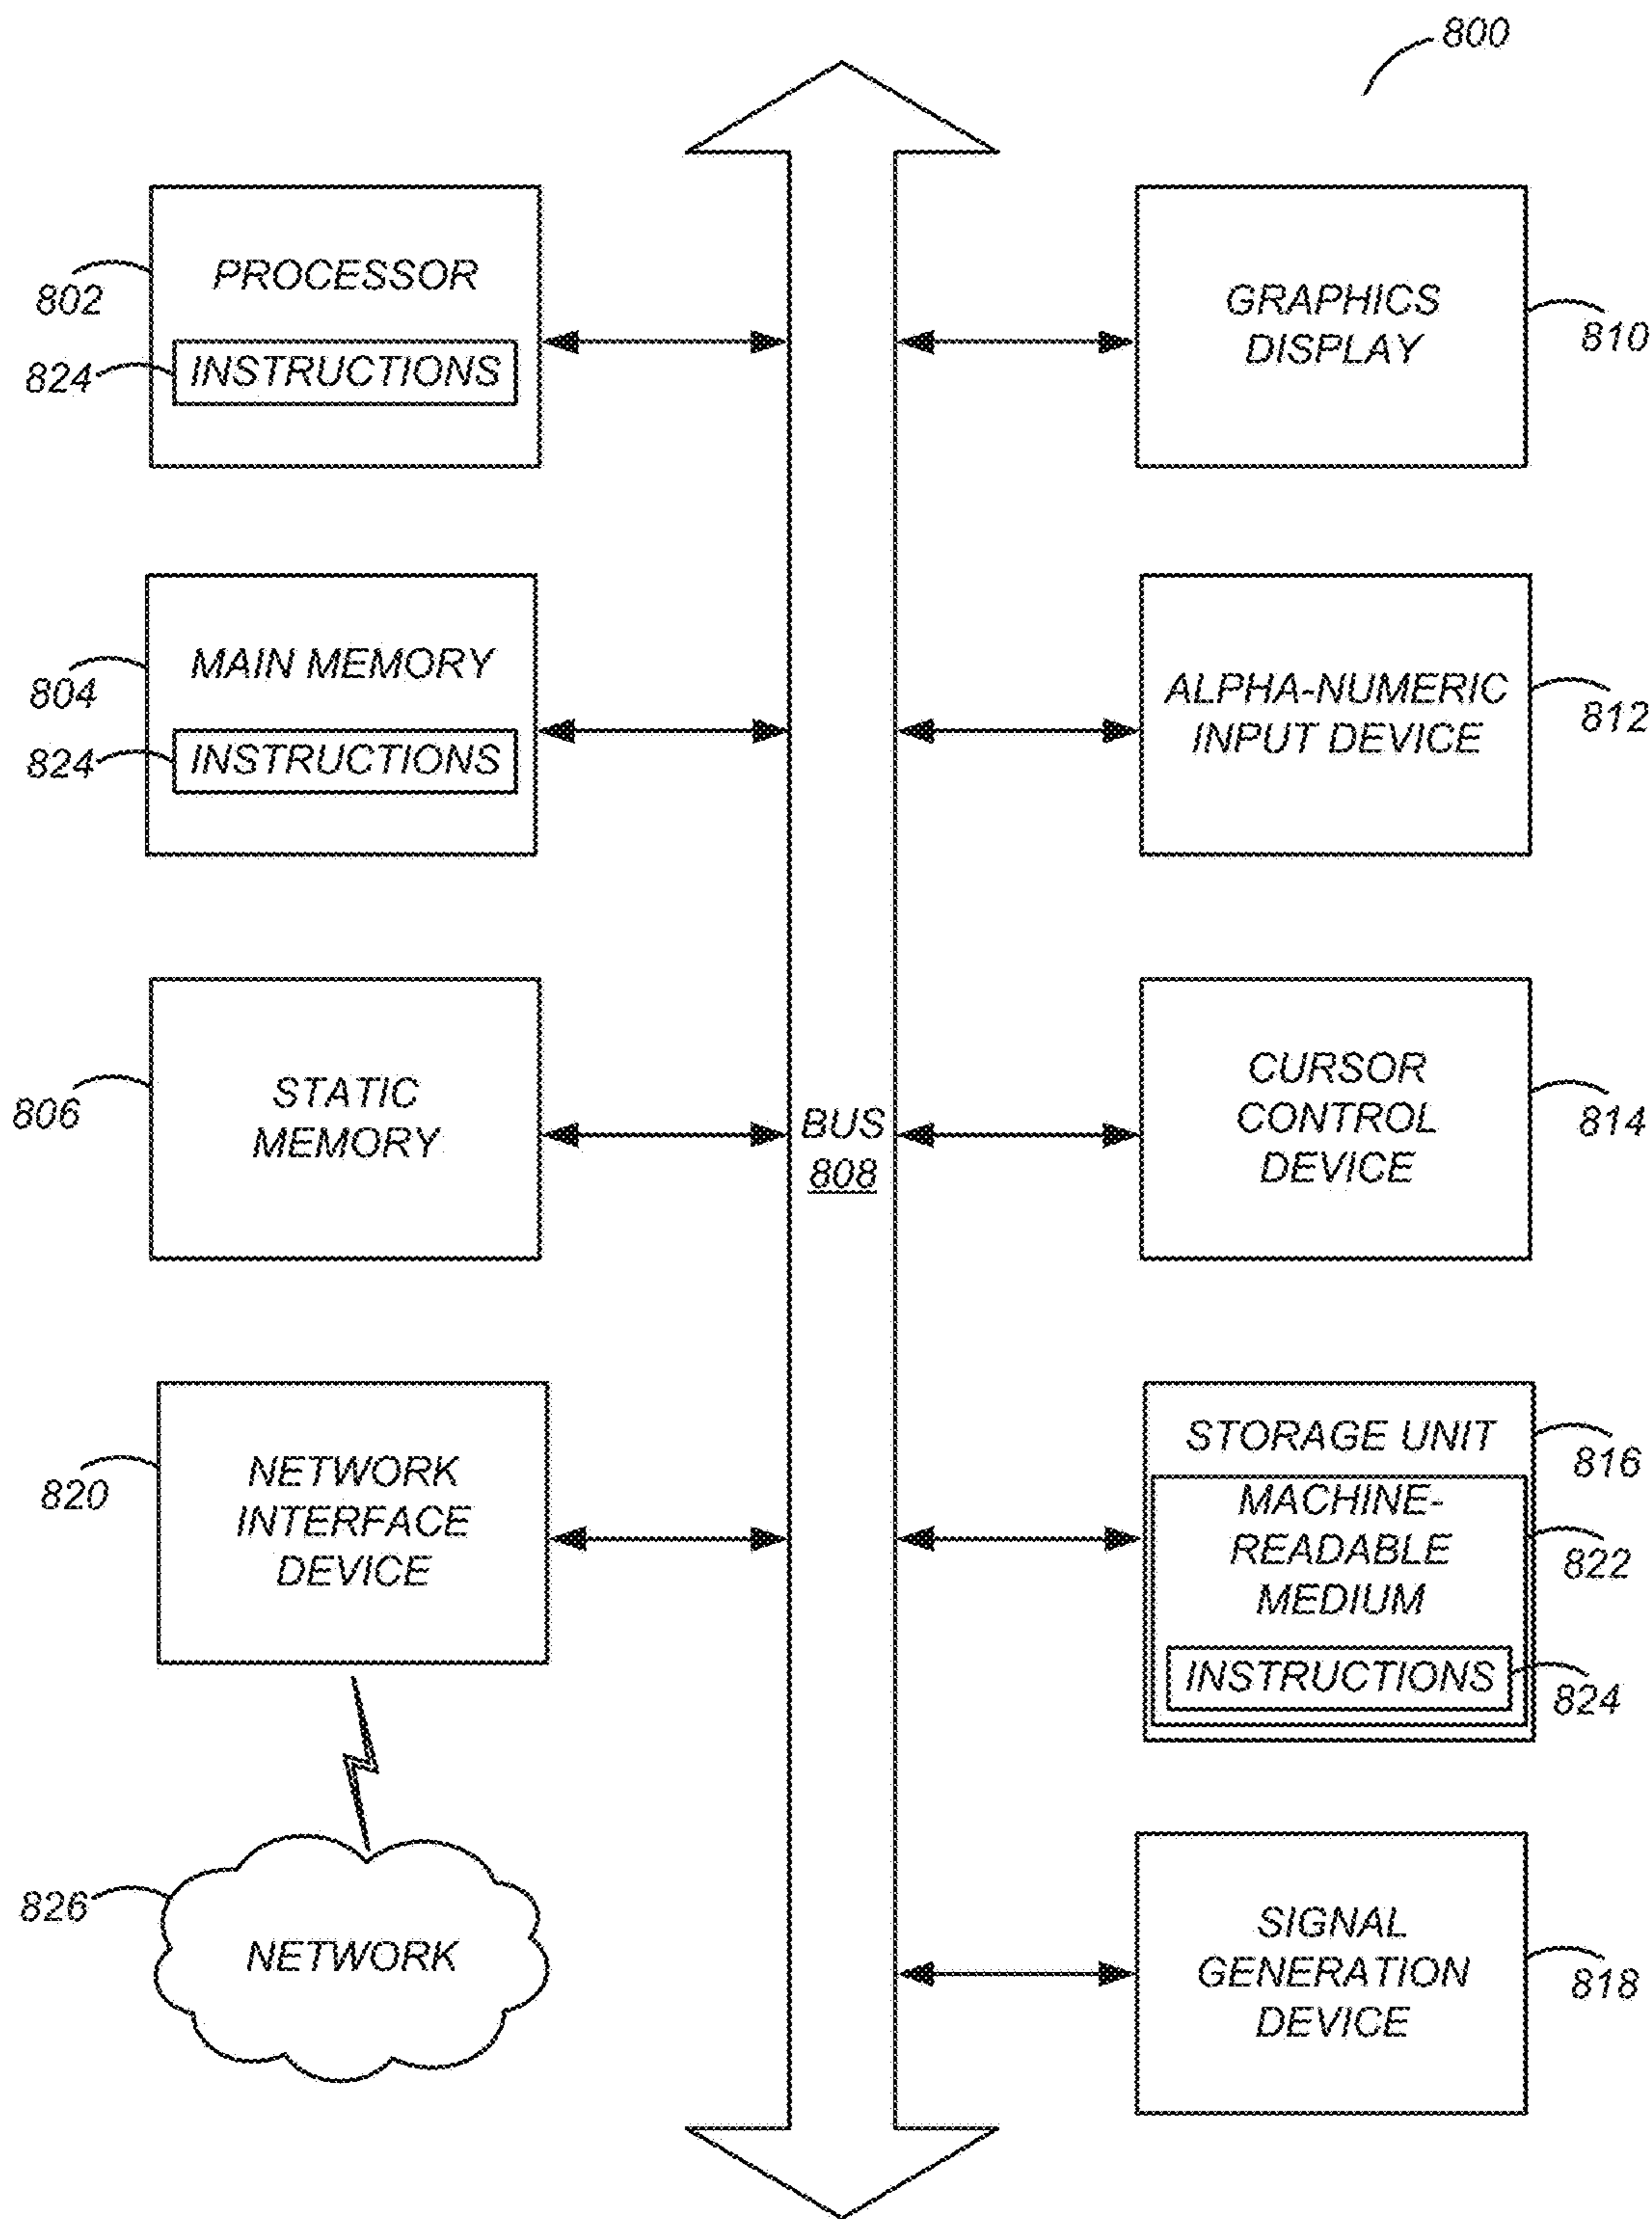 800
PROCESSOR
802
INSTRUCTIONS
824
GRAPHICS
DISPLAY
810
MAIN MEMORY
804
INSTRUCTIONS
824
ALPHA-NUMERIC
INPUT DEVICE
812
STATIC
MEMORY
806
BUS
808
CURSOR
CONTROL
DEVICE
814
NETWORK
INTERFACE
DEVICE
820
STORAGE UNIT
816
MACHINE-
READABLE
MEDIUM
822
INSTRUCTIONS
824
826
NETWORK
SIGNAL
GENERATION
DEVICE
818